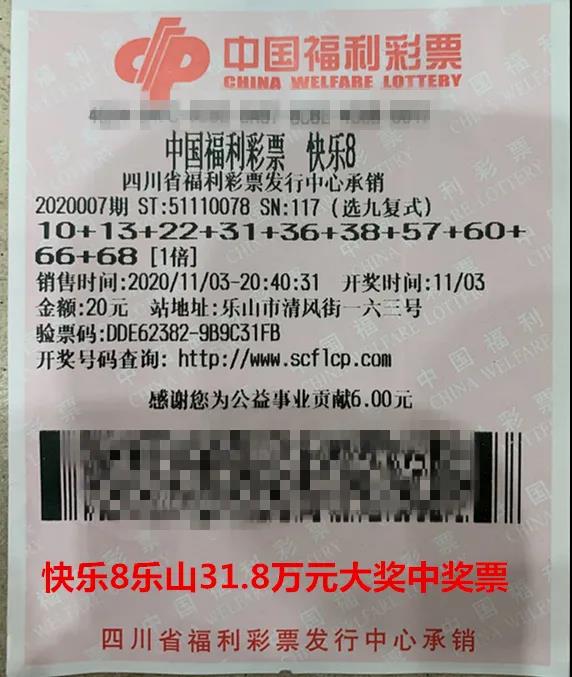 中国福利彩票
CHINA WELFARE LOTTERY
中国福利彩票 快乐8
四川省福利彩票发行中心承销
2020007期 ST:51110078 SN:117 (选九复式)
10+13+22+31+36+38+57+60+
66+68 [1倍]
销售时间:2020/11/03-20:40:31 开奖时间:11/03
金额:20元 站地址:乐山市清风街一六三号
验票码:DDE62382-9B9C31FB
开奖号码查询: http://www.scflcp.com
感谢您为公益事业贡献6.00元
快乐8乐山31.8万元大奖中奖票
四川省福利彩票发行中心承销